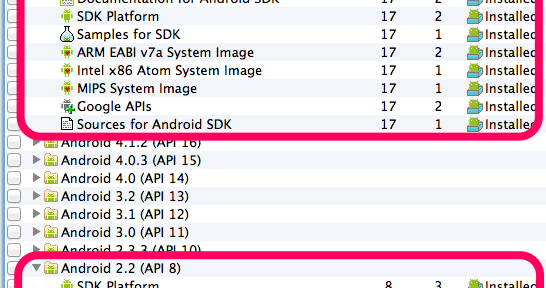 Documentation for Android SDK 17 2 Installed
SDK Platform 17 2 Installed
Samples for SDK 17 1 Installed
ARM EABI v7a System Image 17 2 Installed
Intel x86 Atom System Image 17 1 Installed
MIPS System Image 17 1 Installed
Google APIs 17 2 Installed
Sources for Android SDK 17 1 Installed
Android 4.1.2 (API 16)
Android 4.0.3 (API 15)
Android 4.0 (API 14)
Android 3.2 (API 13)
Android 3.1 (API 12)
Android 3.0 (API 11)
Android 2.3.3 (API 10)
Android 2.2 (API 8)
SDK Platform 8 3 Installed